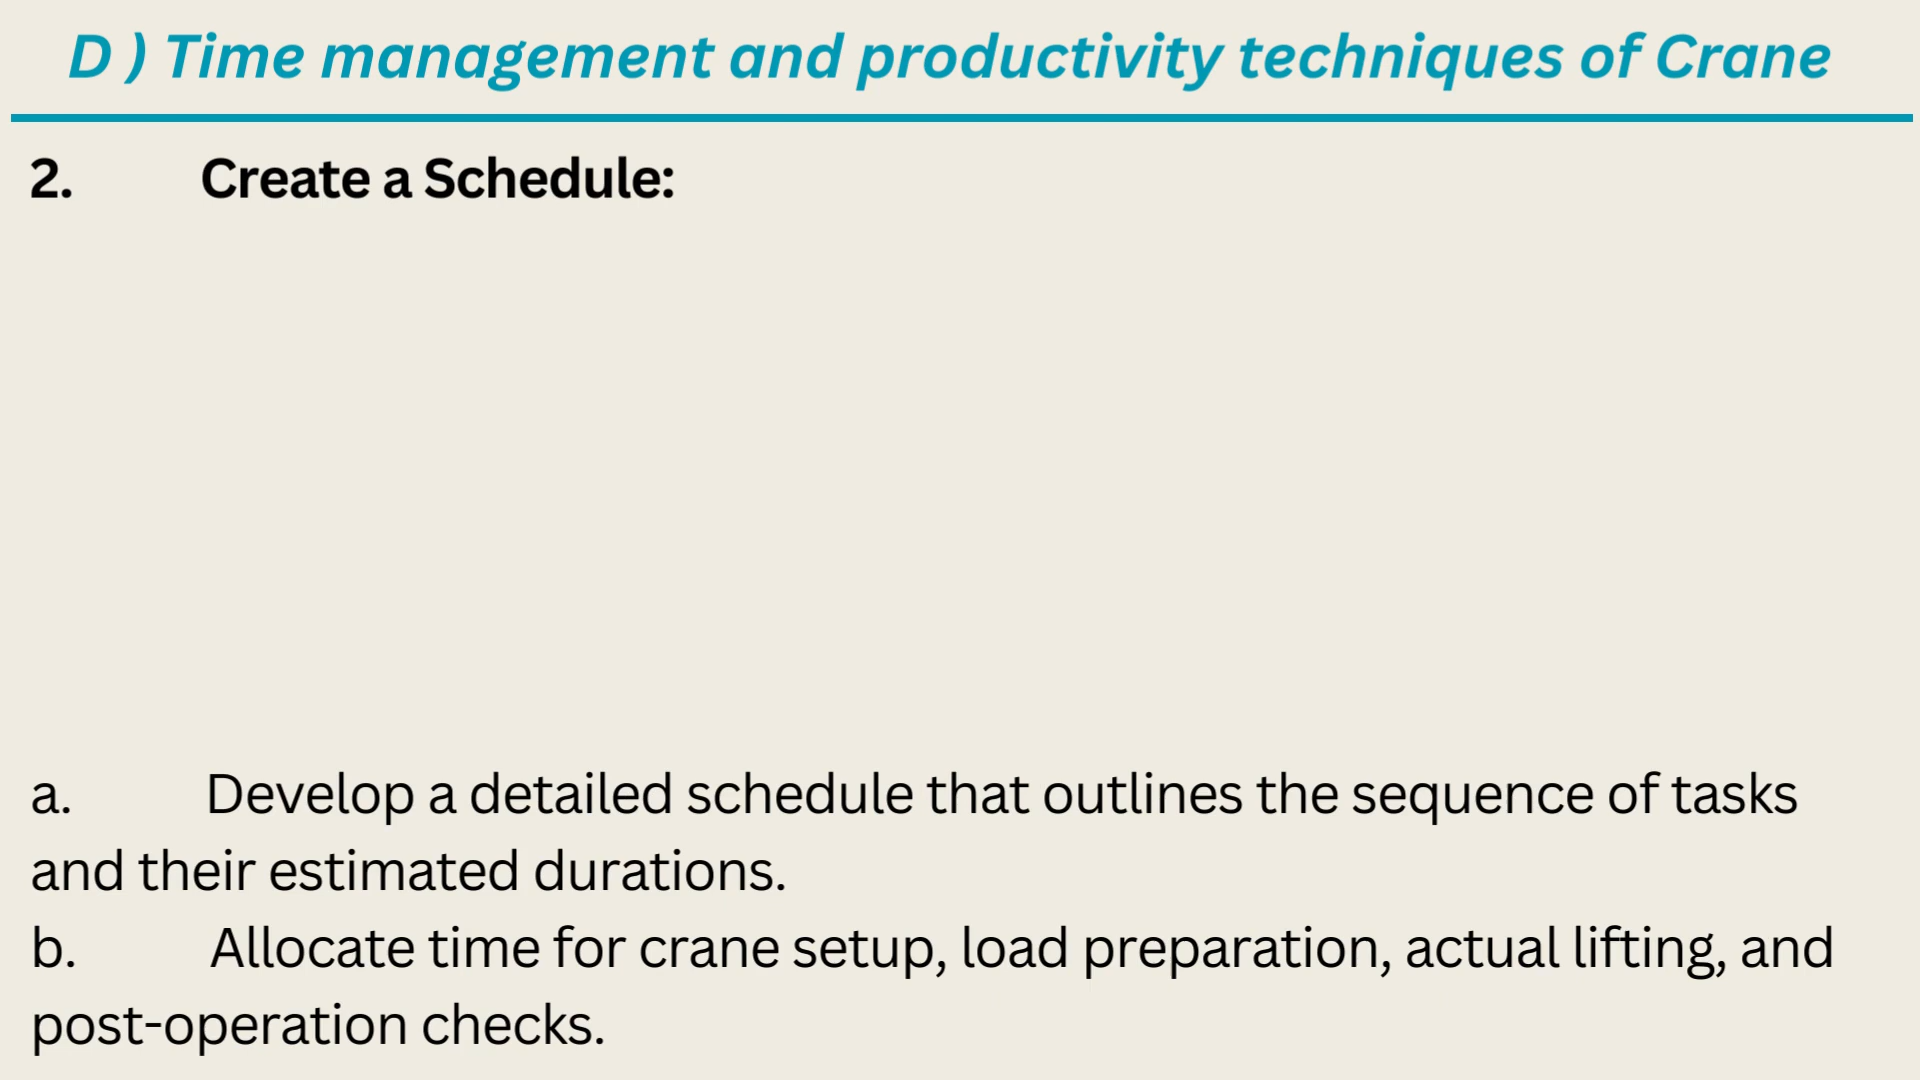 D ) Time management and productivity techniques of Crane
2. Create a Schedule:
a. Develop a detailed schedule that outlines the sequence of tasks
and their estimated durations.
b. Allocate time for crane setup, load preparation, actual lifting, and
post-operation checks.